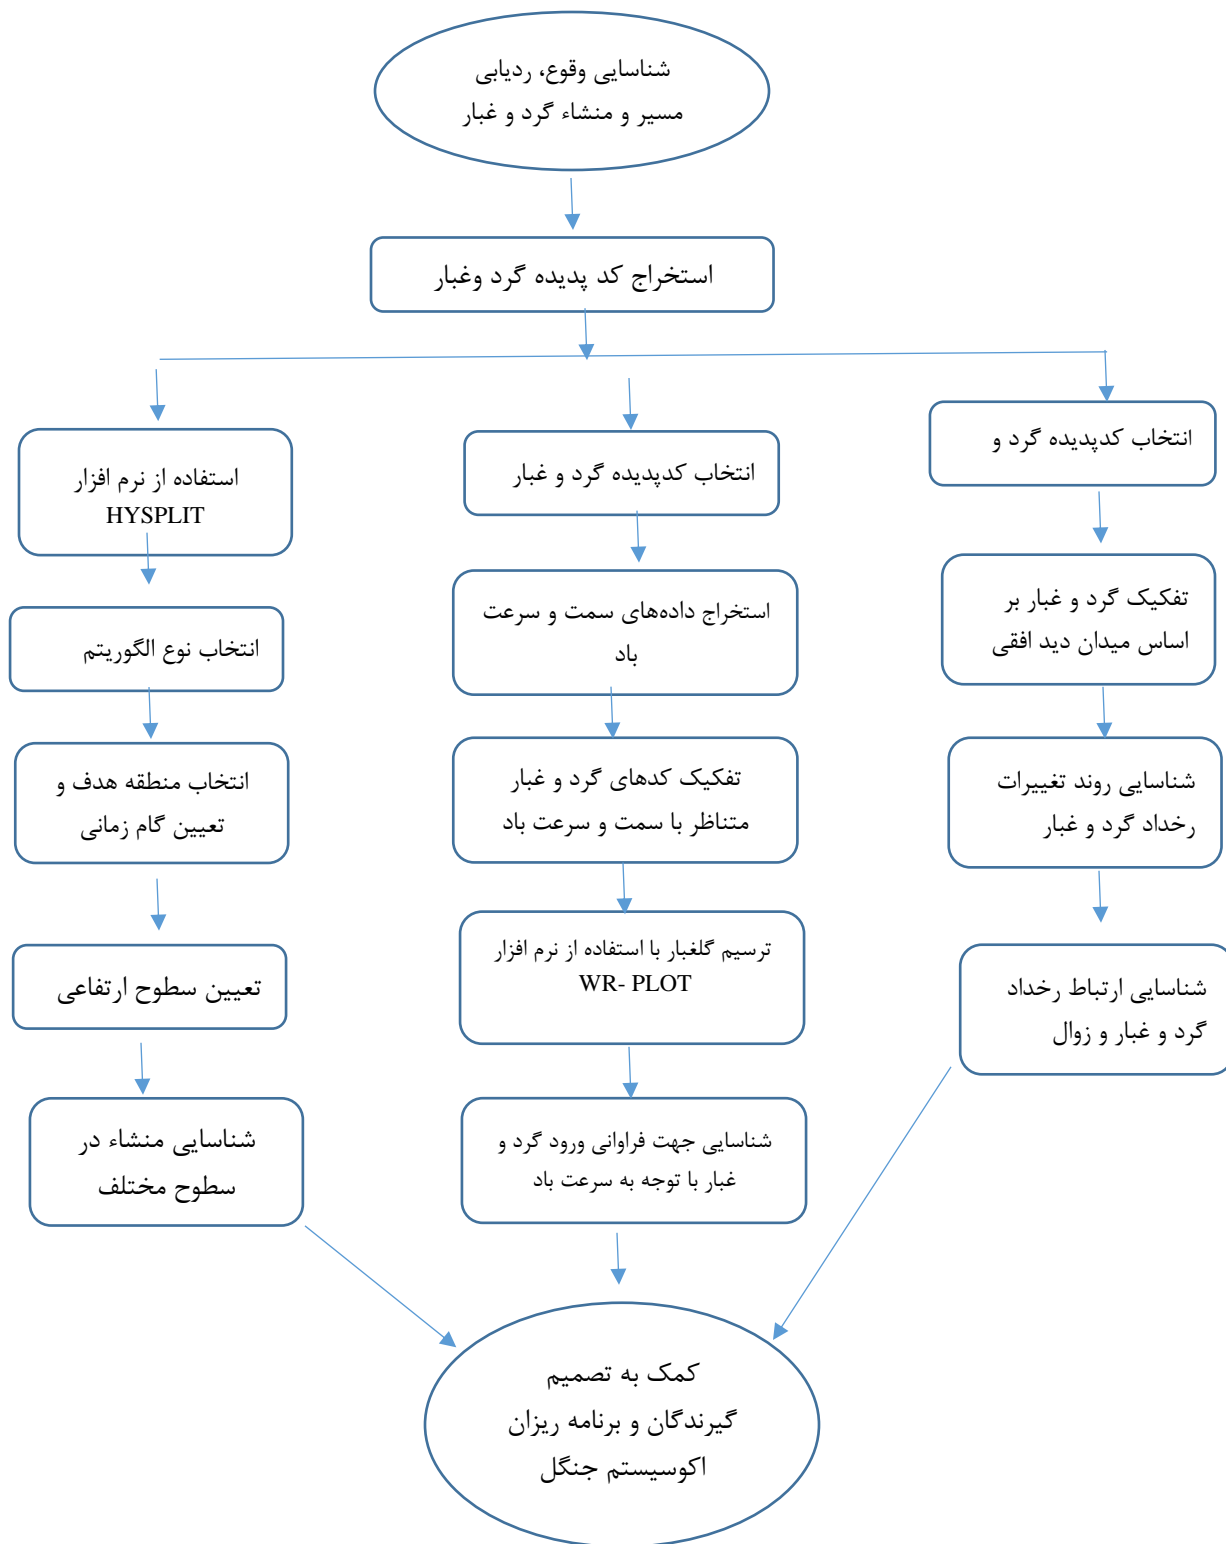 شناسایی وقوع، ردیابی
مسیر و منشاء گرد و غبار
استخراج کد پدیده گرد وغبار
انتخاب کدپدیده گرد و
تفکیک گرد و غبار بر
اساس میدان دید افقی
شناسایی روند تغییرات
رخداد گرد و غبار
شناسایی ارتباط رخداد
گرد و غبار و زوال
انتخاب کدپدیده گرد و غبار
استخراج داده‌های سمت و سرعت
باد
تفکیک کدهای گرد و غبار
متناظر با سمت و سرعت باد
ترسیم گلغبار با استفاده از نرم افزار
WR- PLOT
شناسایی جهت فراوانی ورود گرد و
غبار با توجه به سرعت باد
استفاده از نرم افزار
HYSPLIT
انتخاب نوع الگوریتم
انتخاب منطقه هدف و
تعیین گام زمانی
تعیین سطوح ارتفاعی
شناسایی منشاء در
سطوح مختلف
کمک به تصمیم
گیرندگان و برنامه ریزان
اکوسیستم جنگل